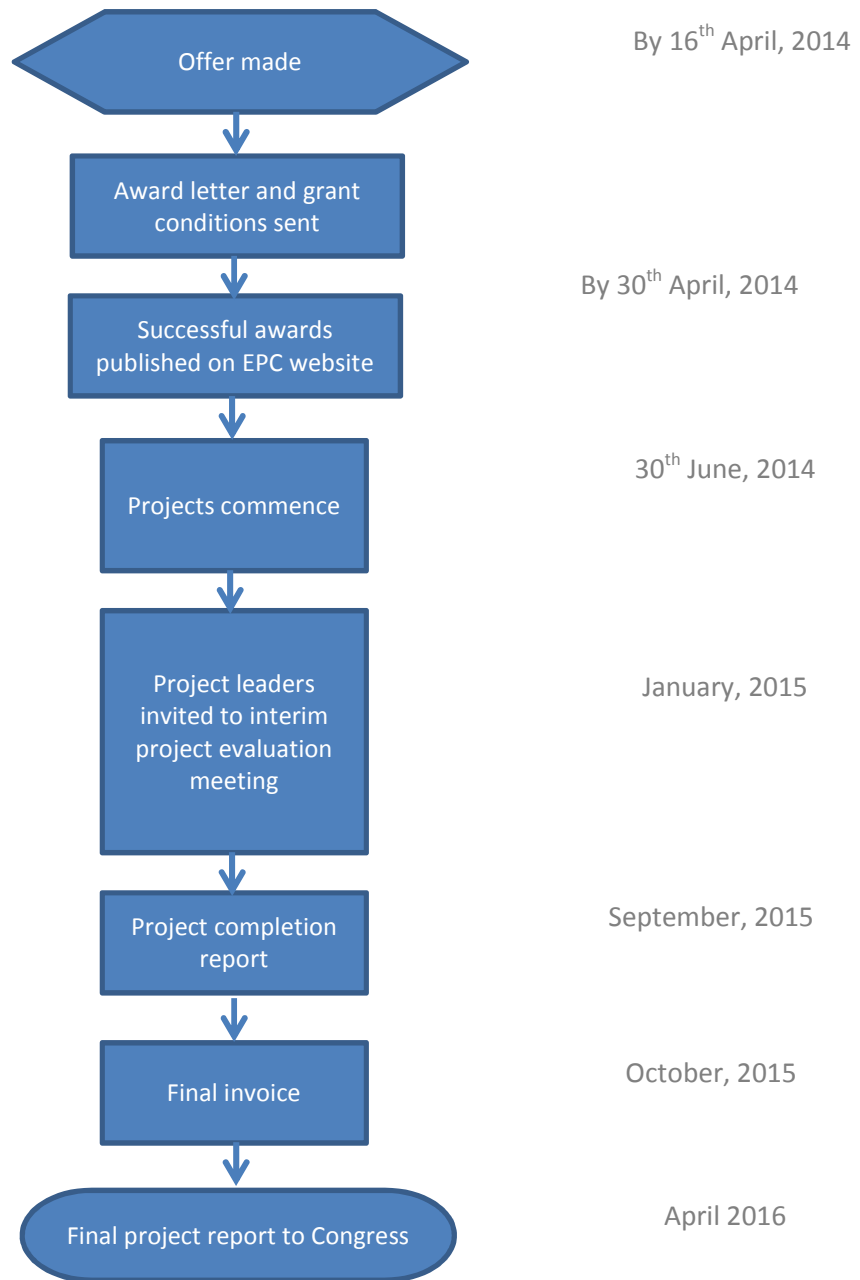 Offer made
By 16th April, 2014
Award letter and grant
conditions sent
By 30th April, 2014
Successful awards
published on EPC website
Projects commence
30th June, 2014
Project leaders
invited to interim
project evaluation
meeting
January, 2015
Project completion
report
September, 2015
Final invoice
October, 2015
Final project report to Congress
April 2016